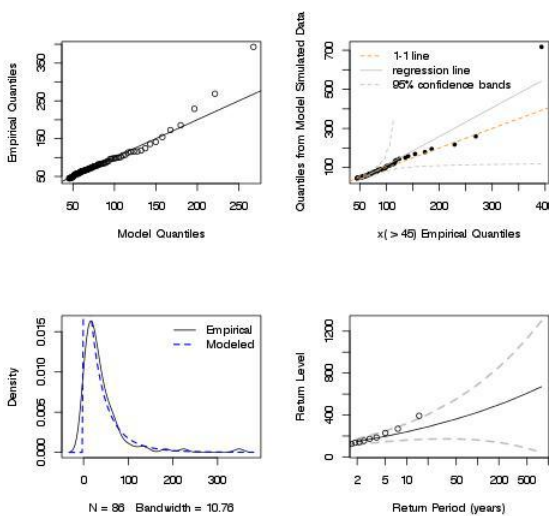 Empirical Quantiles
50
150
250
350
50
100
150
200
250
Model Quantiles
Quantiles from Model Simulated Data
100
300
500
700
1-1 line
regression line
95% confidence bands
50
100
200
300
400
x( > 45) Empirical Quantiles
Density
0.000
0.005
0.010
0.015
Empirical
Modeled
0
100
200
300
N = 86 Bandwidth = 10.76
Return Level
0
400
800
1200
2
5
10
50
100
200
500
Return Period (years)